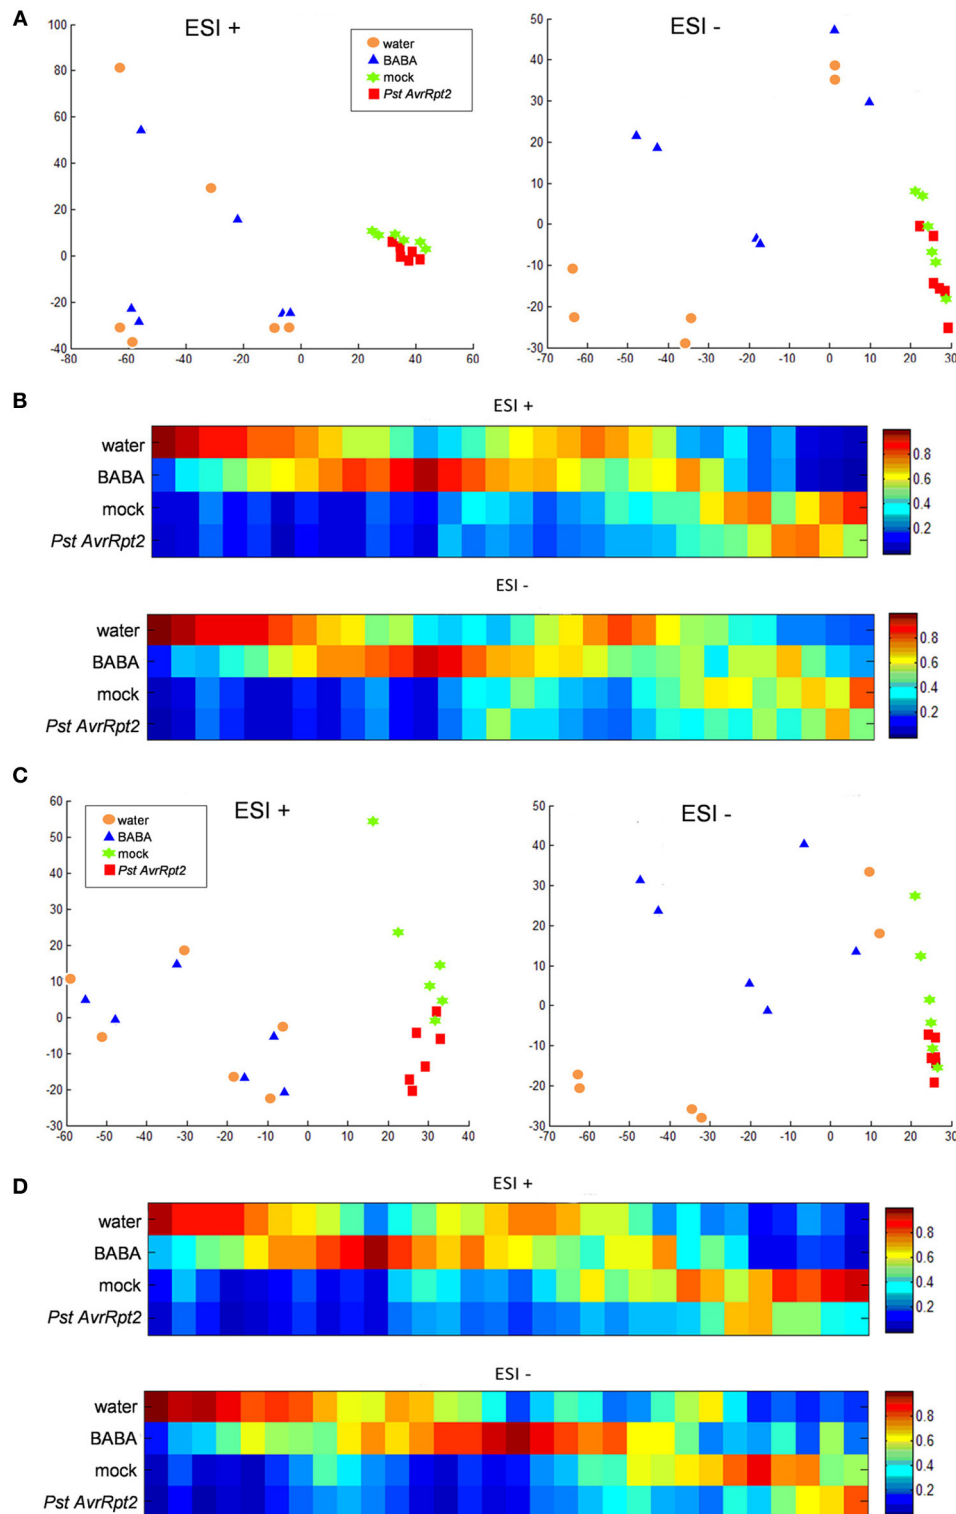 A
ESI +
ESI -
water
BABA
mock
Pst AvrRpt2
100
80
60
40
20
0
-20
-40
-80 -60 -40 -20 0 20 40 60
50
40
30
20
10
0
-10
-20
-30
-70 -60 -50 -40 -30 -20 -10 0 10 20 30
B
ESI +
water
BABA
mock
Pst AvrRpt2
0.8
0.6
0.4
0.2
ESI -
water
BABA
mock
Pst AvrRpt2
0.8
0.6
0.4
0.2
C
ESI +
ESI -
water
BABA
mock
Pst AvrRpt2
60
50
40
30
20
10
0
-10
-20
-30
-60 -50 -40 -30 -20 -10 0 10 20 30 40
50
40
30
20
10
0
-10
-20
-30
-70 -60 -50 -40 -30 -20 -10 0 10 20 30
D
ESI +
water
BABA
mock
Pst AvrRpt2
0.8
0.6
0.4
0.2
ESI -
water
BABA
mock
Pst AvrRpt2
0.8
0.6
0.4
0.2